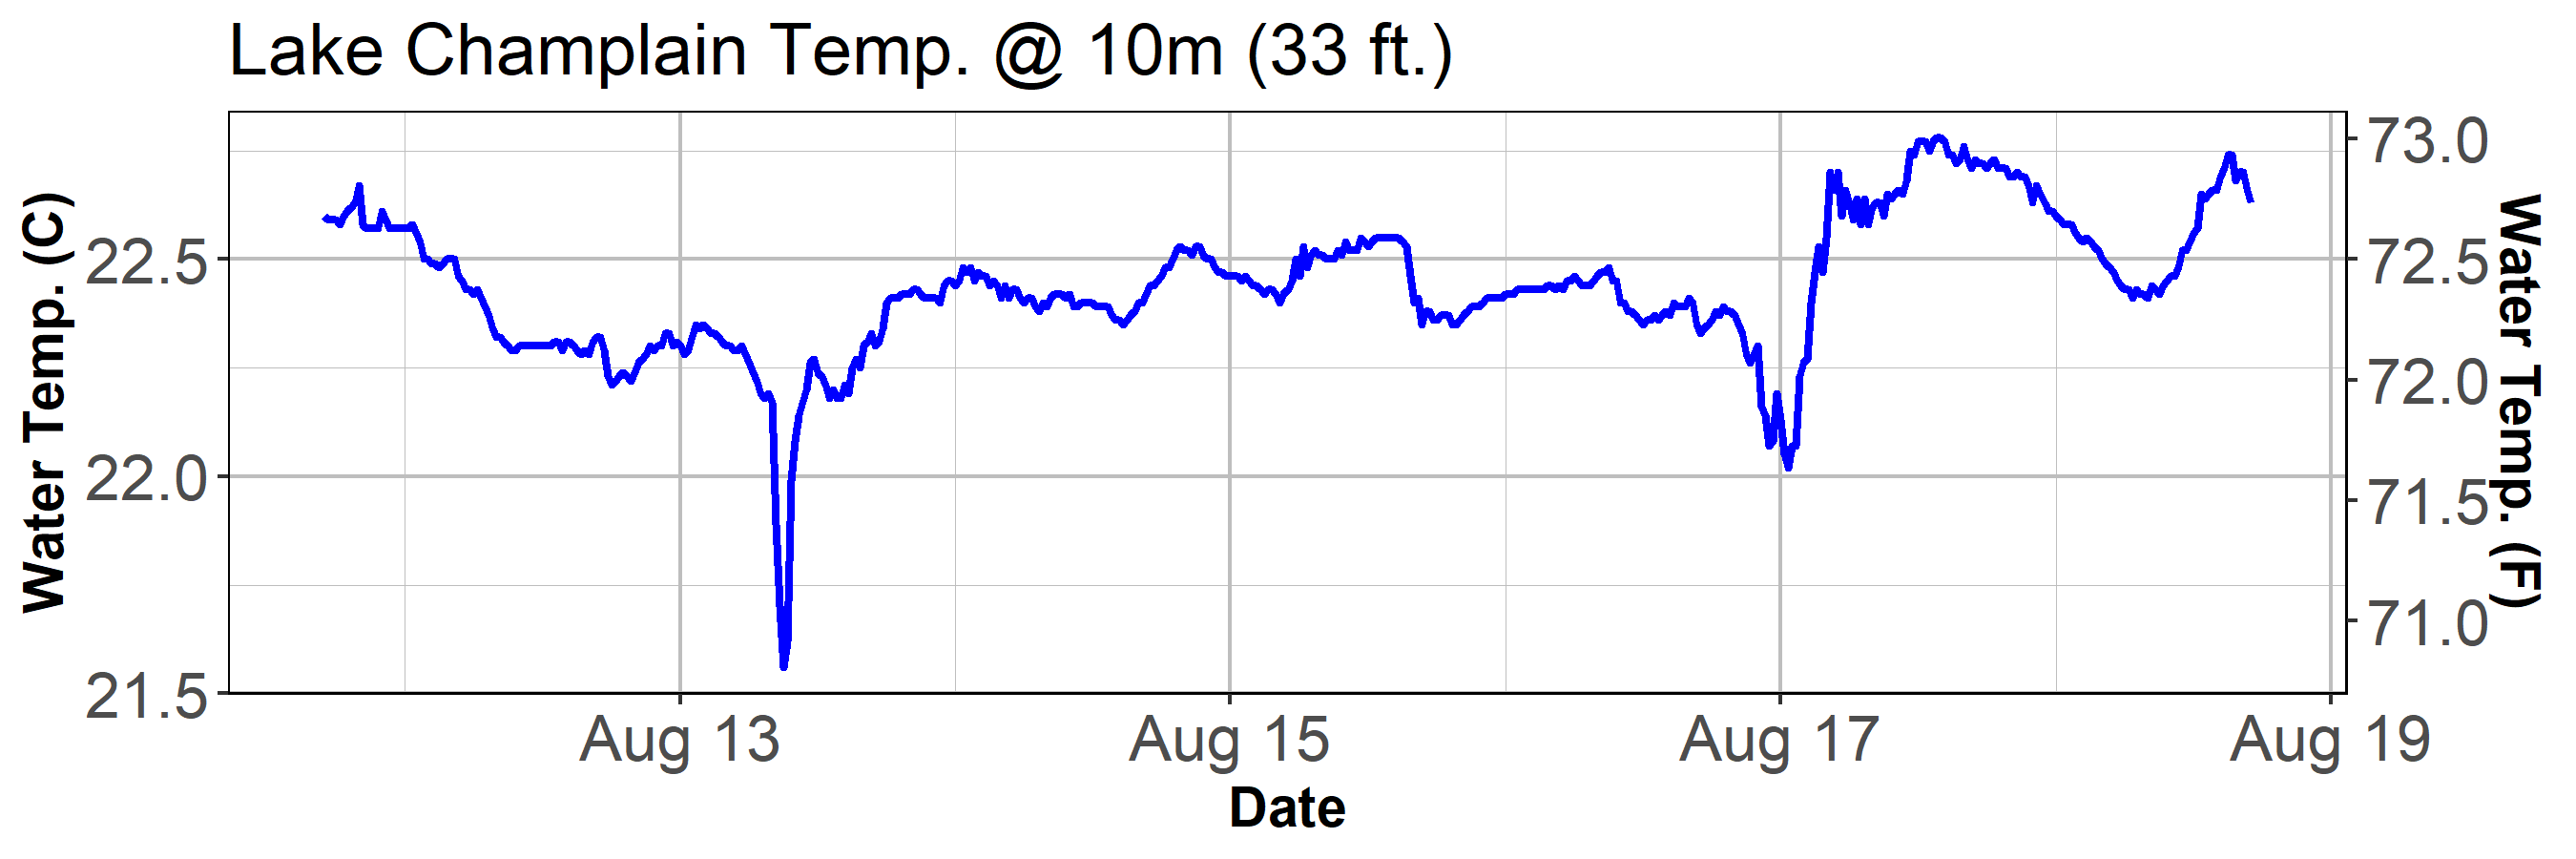 Lake Champlain Temp. @ 10m (33 ft.)
Water Temp. (C)
22.5
22.0
21.5
73.0
72.5
72.0
71.5
71.0
Water Temp. (F)
Aug 13 Aug 15 Aug 17 Aug 19
Date